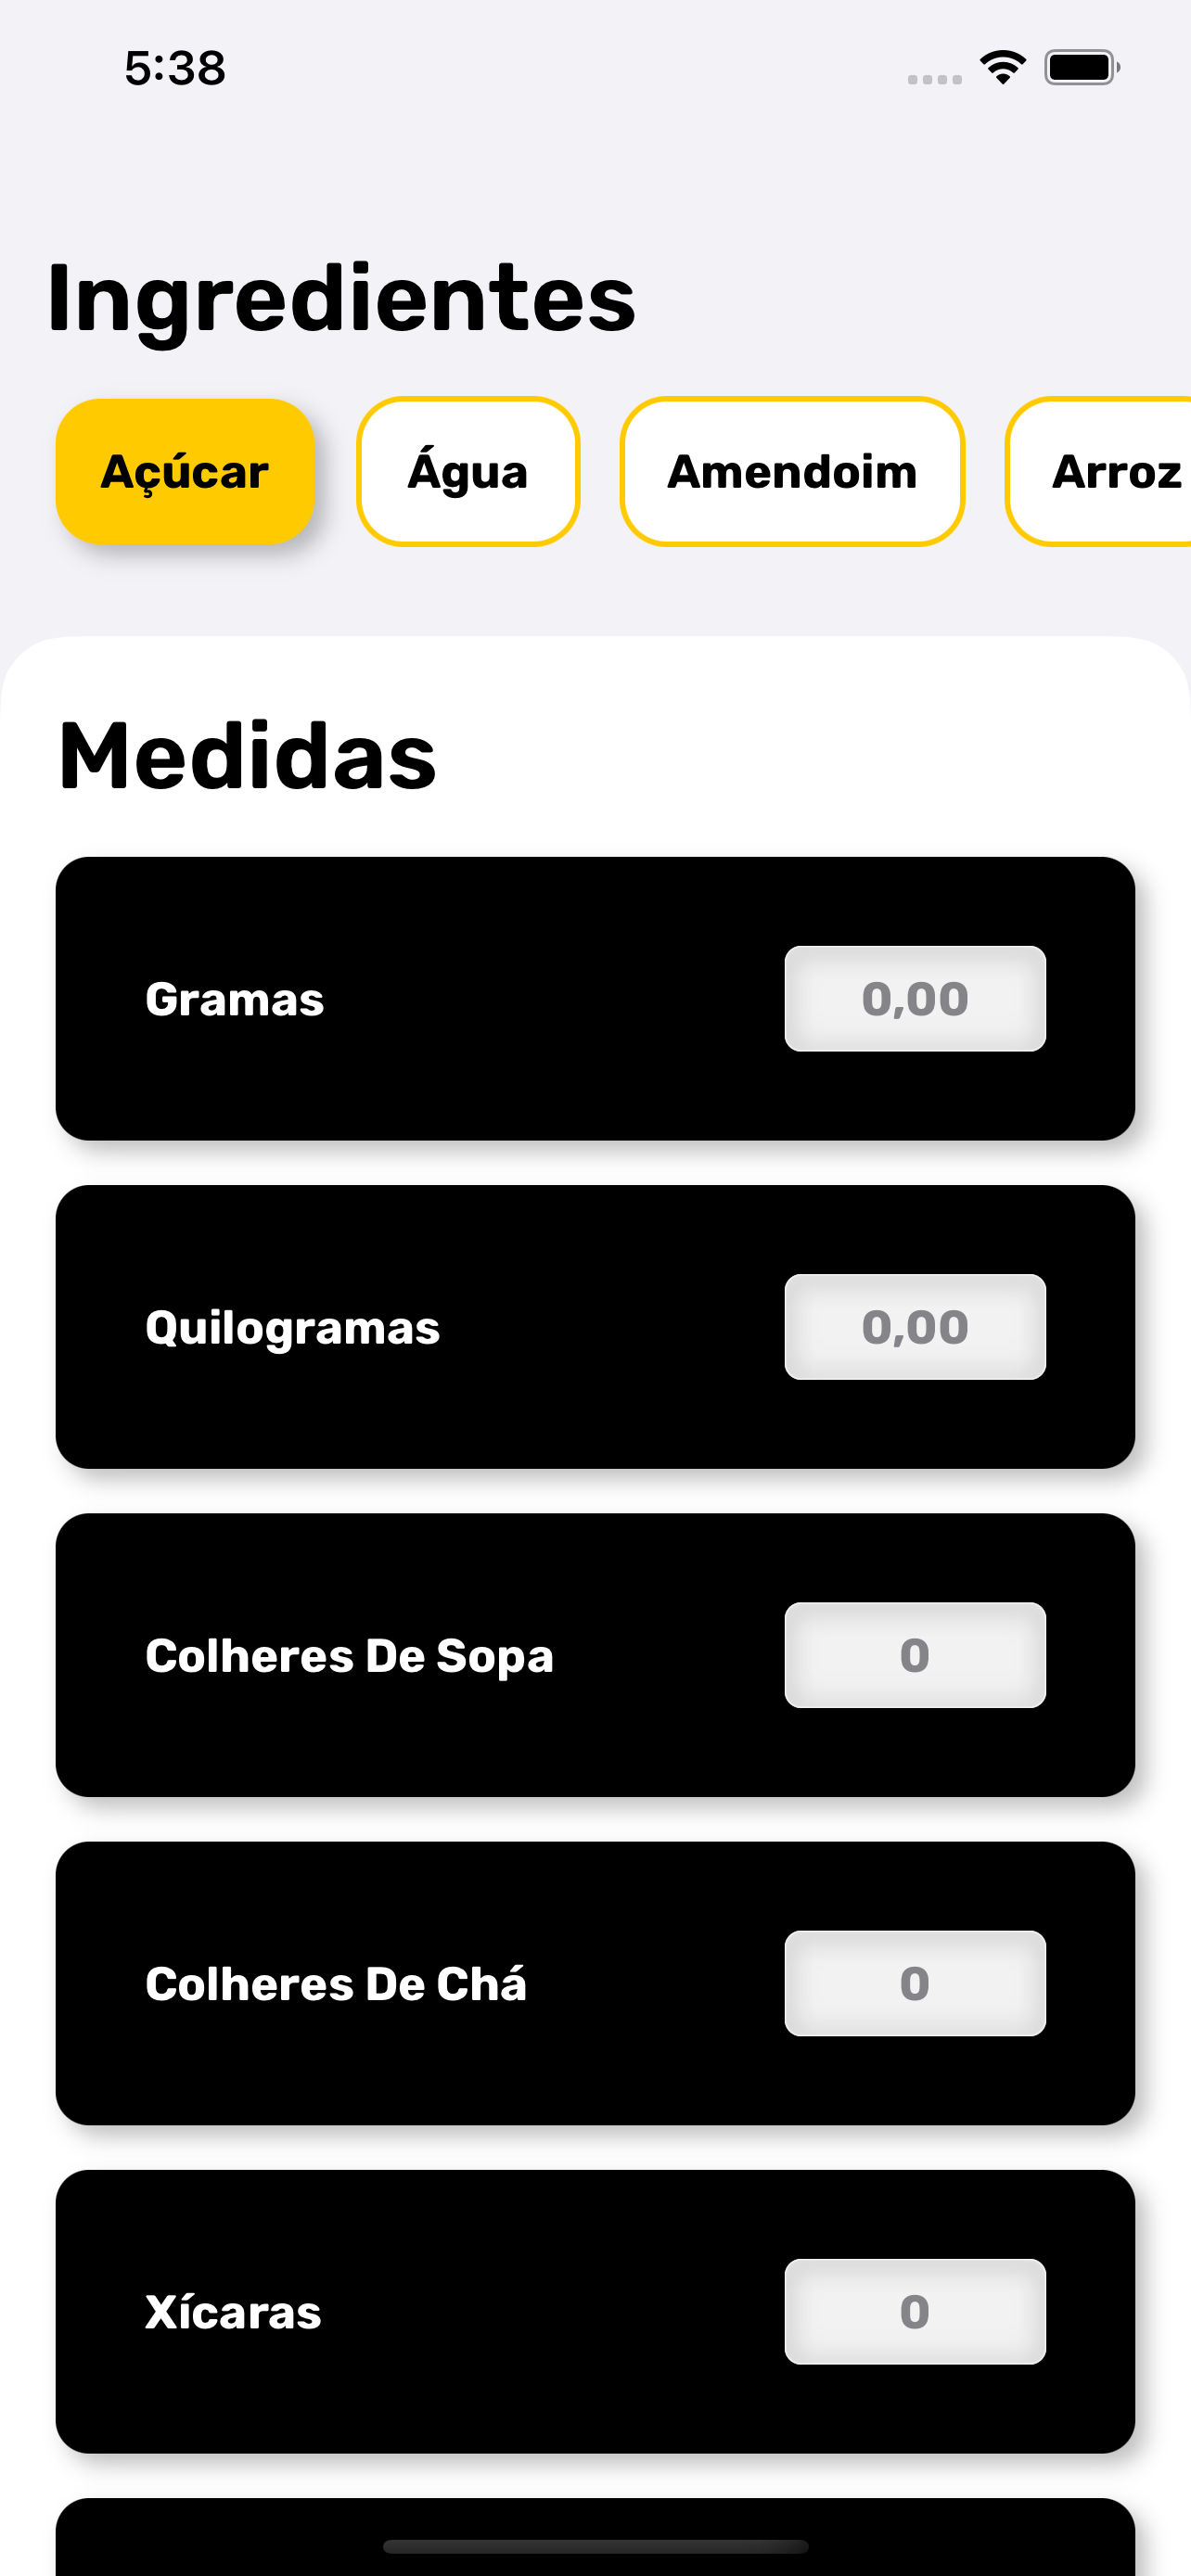 5:38
Ingredientes
Açúcar Água Amendoim Arroz
Medidas
Gramas 0,00
Quilogramas 0,00
Colheres De Sopa 0
Colheres De Chá 0
Xícaras 0